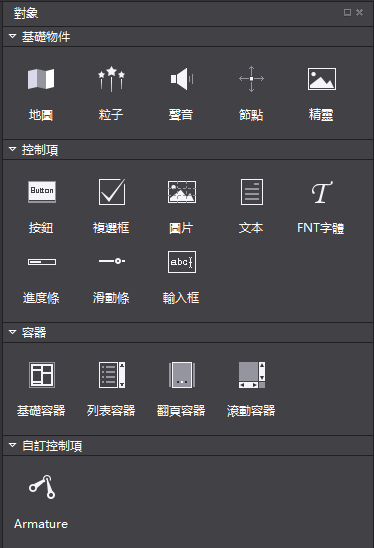 對象
基礎物件
地圖 粒子 聲音 節點 精靈
控制項
Button
abc
按鈕 複選框 圖片 文本 FNT字體
進度條 滑動條 輸入框
容器
基礎容器 列表容器 翻頁容器 滾動容器
自訂控制項
Armature